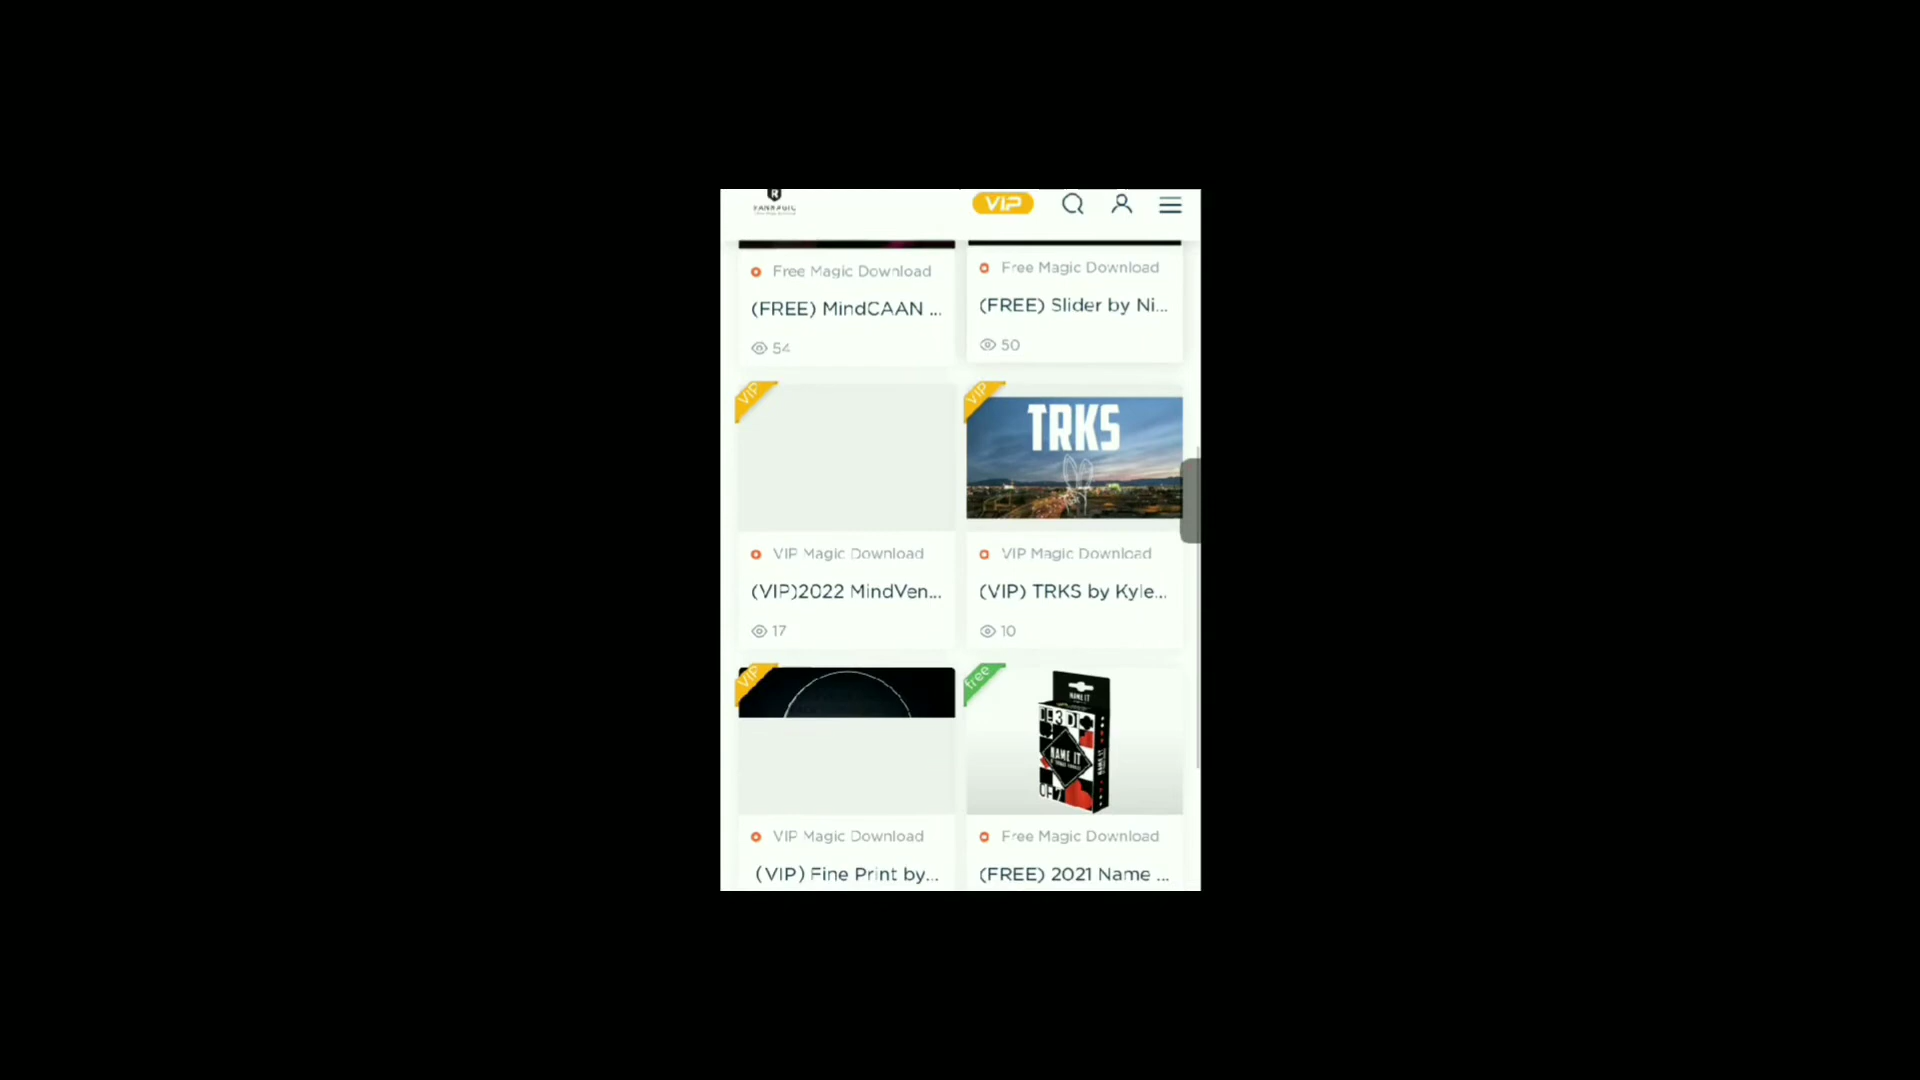 VIP
Free Magic Download
(FREE) MindCAAN ...
54
Free Magic Download
(FREE) Slider by Ni...
50
VIP
VIP Magic Download
(VIP)2022 MindVen...
17
VIP
TRKS
VIP Magic Download
(VIP) TRKS by Kyle...
10
VIP
VIP Magic Download
(VIP) Fine Print by...
free
NAME IT
NAME IT
Free Magic Download
(FREE) 2021 Name ...